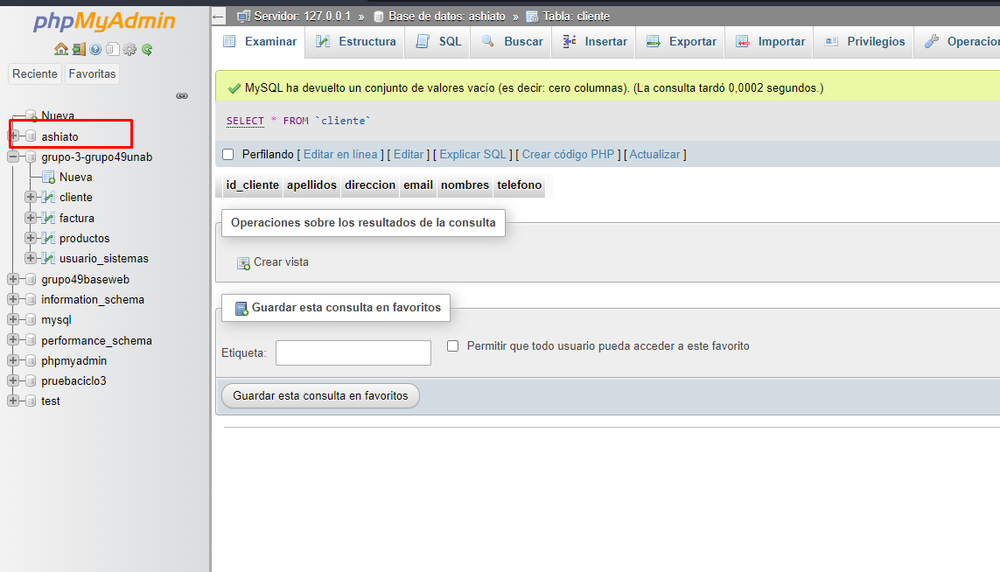 phpMyAdmin
Reciente Favoritas
Nueva
ashiato
grupo-3-grupo49unab
Nueva
cliente
factura
productos
usuario_sistemas
grupo49baseweb
information_schema
mysql
performance_schema
phpmyadmin
pruebaciclo3
test
Servidor: 127.0.0.1 » Base de datos: ashiato » Tabla: cliente
Examinar Estructura SQL Buscar Insertar Exportar Importar Privilegios Operacion
MySQL ha devuelto un conjunto de valores vacío (es decir: cero columnas). (La consulta tardó 0,0002 segundos.)
SELECT * FROM `cliente`
Perfilando [ Editar en línea ] [ Editar ] [ Explicar SQL ] [ Crear código PHP ] [ Actualizar ]
id_cliente apellidos direccion email nombres telefono
Operaciones sobre los resultados de la consulta
Crear vista
Guardar esta consulta en favoritos
Etiqueta: Permitir que todo usuario pueda acceder a este favorito
Guardar esta consulta en favoritos